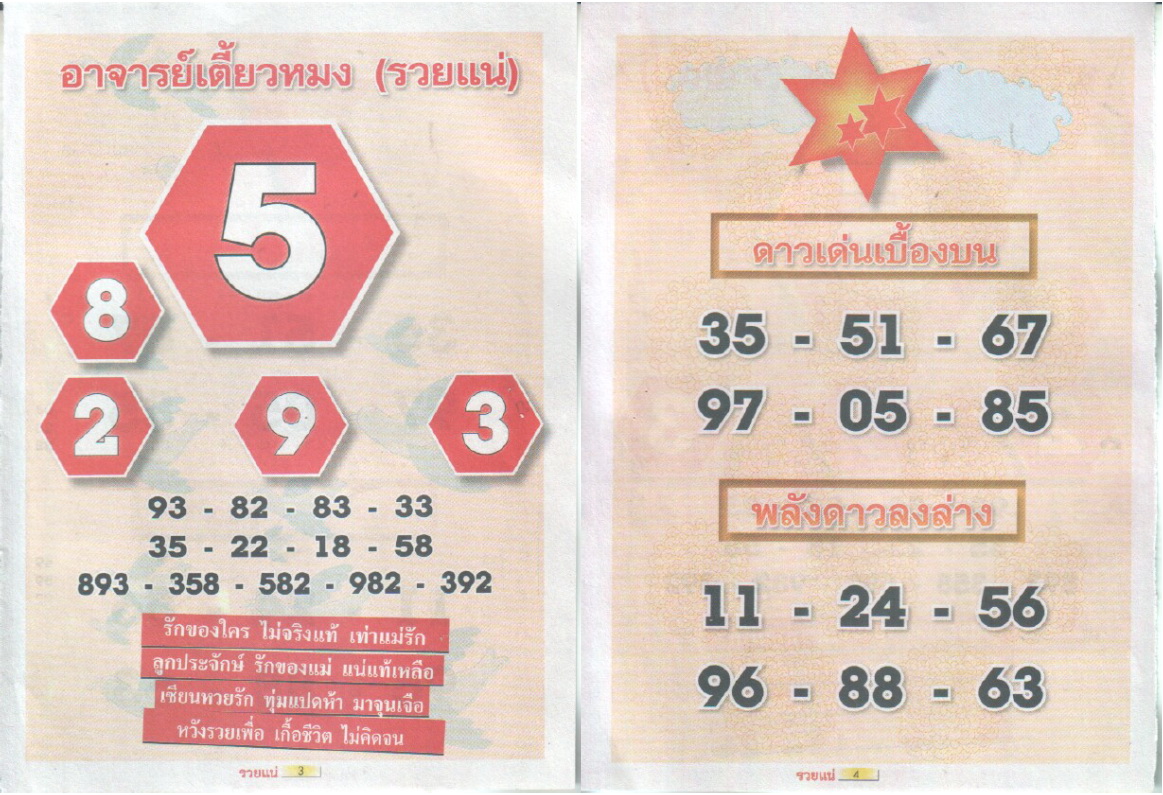 อาจารย์เตี้ยวหมง (รวยแน่)
5
8
2 9 3
93 - 82 - 83 - 33
35 - 22 - 18 - 58
893 - 358 - 582 - 982 - 392
รักของใคร ไม่จริงแท้ เท่าแม่รัก
ลูกประจักษ์ รักของแม่ แน่แท้เหลือ
เซียนหวยรัก ทุ่มแปดห้า มาจุนเจือ
หวังรวยเพื่อ เกื้อชีวิต ไม่คิดจน
รวยแน่ 3
ดาวเด่นเบื้องบน
35 - 51 - 67
97 - 05 - 85
พลังดาวลงล่าง
11 - 24 - 56
96 - 88 - 63
รวยแน่ 4